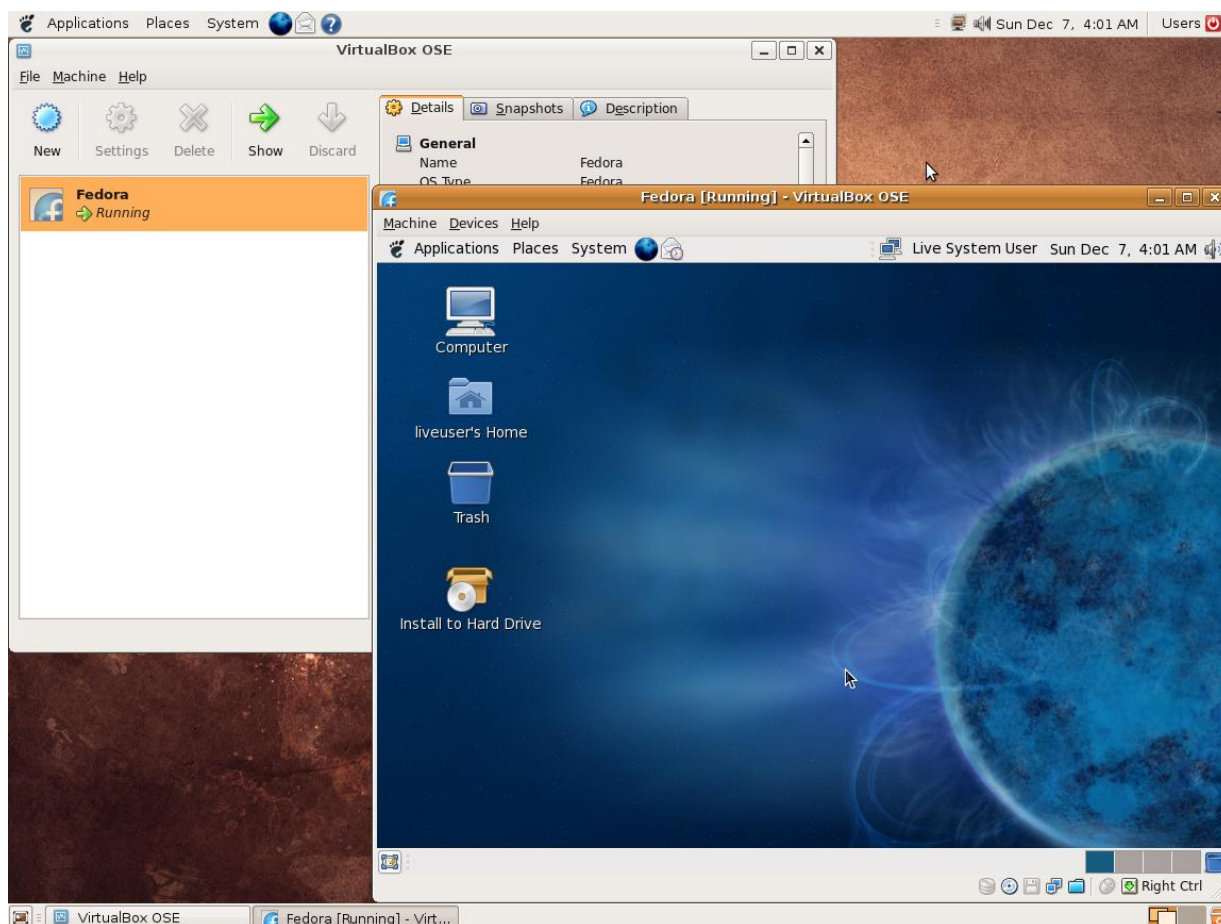 Applications Places System Sun Dec 7, 4:01 AM Users
VirtualBox OSE
File Machine Help
New Settings Delete Show Discard
Details Snapshots Description
General
Name Fedora
OS Type Fedora
Fedora
Running
Fedora [Running] - VirtualBox OSE
Machine Devices Help
Applications Places System Live System User Sun Dec 7, 4:01 AM
Computer
liveuser's Home
Trash
Install to Hard Drive
Right Ctrl
VirtualBox OSE Fedora [Running] - Virt...